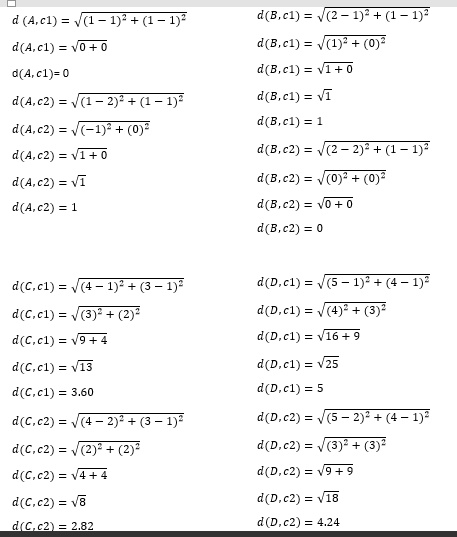 d (A,c1) = √((1 − 1)² + (1 − 1)²)
d(A,c1) = √(0 + 0)
d(A,c1)= 0
d(A,c2) = √((1 − 2)² + (1 − 1)²)
d(A,c2) = √((−1)² + (0)²)
d(A,c2) = √(1 + 0)
d(A,c2) = √1
d(A,c2) = 1
d(B,c1) = √((2 − 1)² + (1 − 1)²)
d(B,c1) = √((1)² + (0)²)
d(B,c1) = √(1 + 0)
d(B,c1) = √1
d(B,c1) = 1
d(B,c2) = √((2 − 2)² + (1 − 1)²)
d(B,c2) = √((0)² + (0)²)
d(B,c2) = √(0 + 0)
d(B,c2) = 0
d(C,c1) = √((4 − 1)² + (3 − 1)²)
d(C,c1) = √((3)² + (2)²)
d(C,c1) = √(9 + 4)
d(C,c1) = √13
d(C,c1) = 3.60
d(C,c2) = √((4 − 2)² + (3 − 1)²)
d(C,c2) = √((2)² + (2)²)
d(C,c2) = √(4 + 4)
d(C,c2) = √8
d(C,c2) = 2.82
d(D,c1) = √((5 − 1)² + (4 − 1)²)
d(D,c1) = √((4)² + (3)²)
d(D,c1) = √(16 + 9)
d(D,c1) = √25
d(D,c1) = 5
d(D,c2) = √((5 − 2)² + (4 − 1)²)
d(D,c2) = √((3)² + (3)²)
d(D,c2) = √(9 + 9)
d(D,c2) = √18
d(D,c2) = 4.24